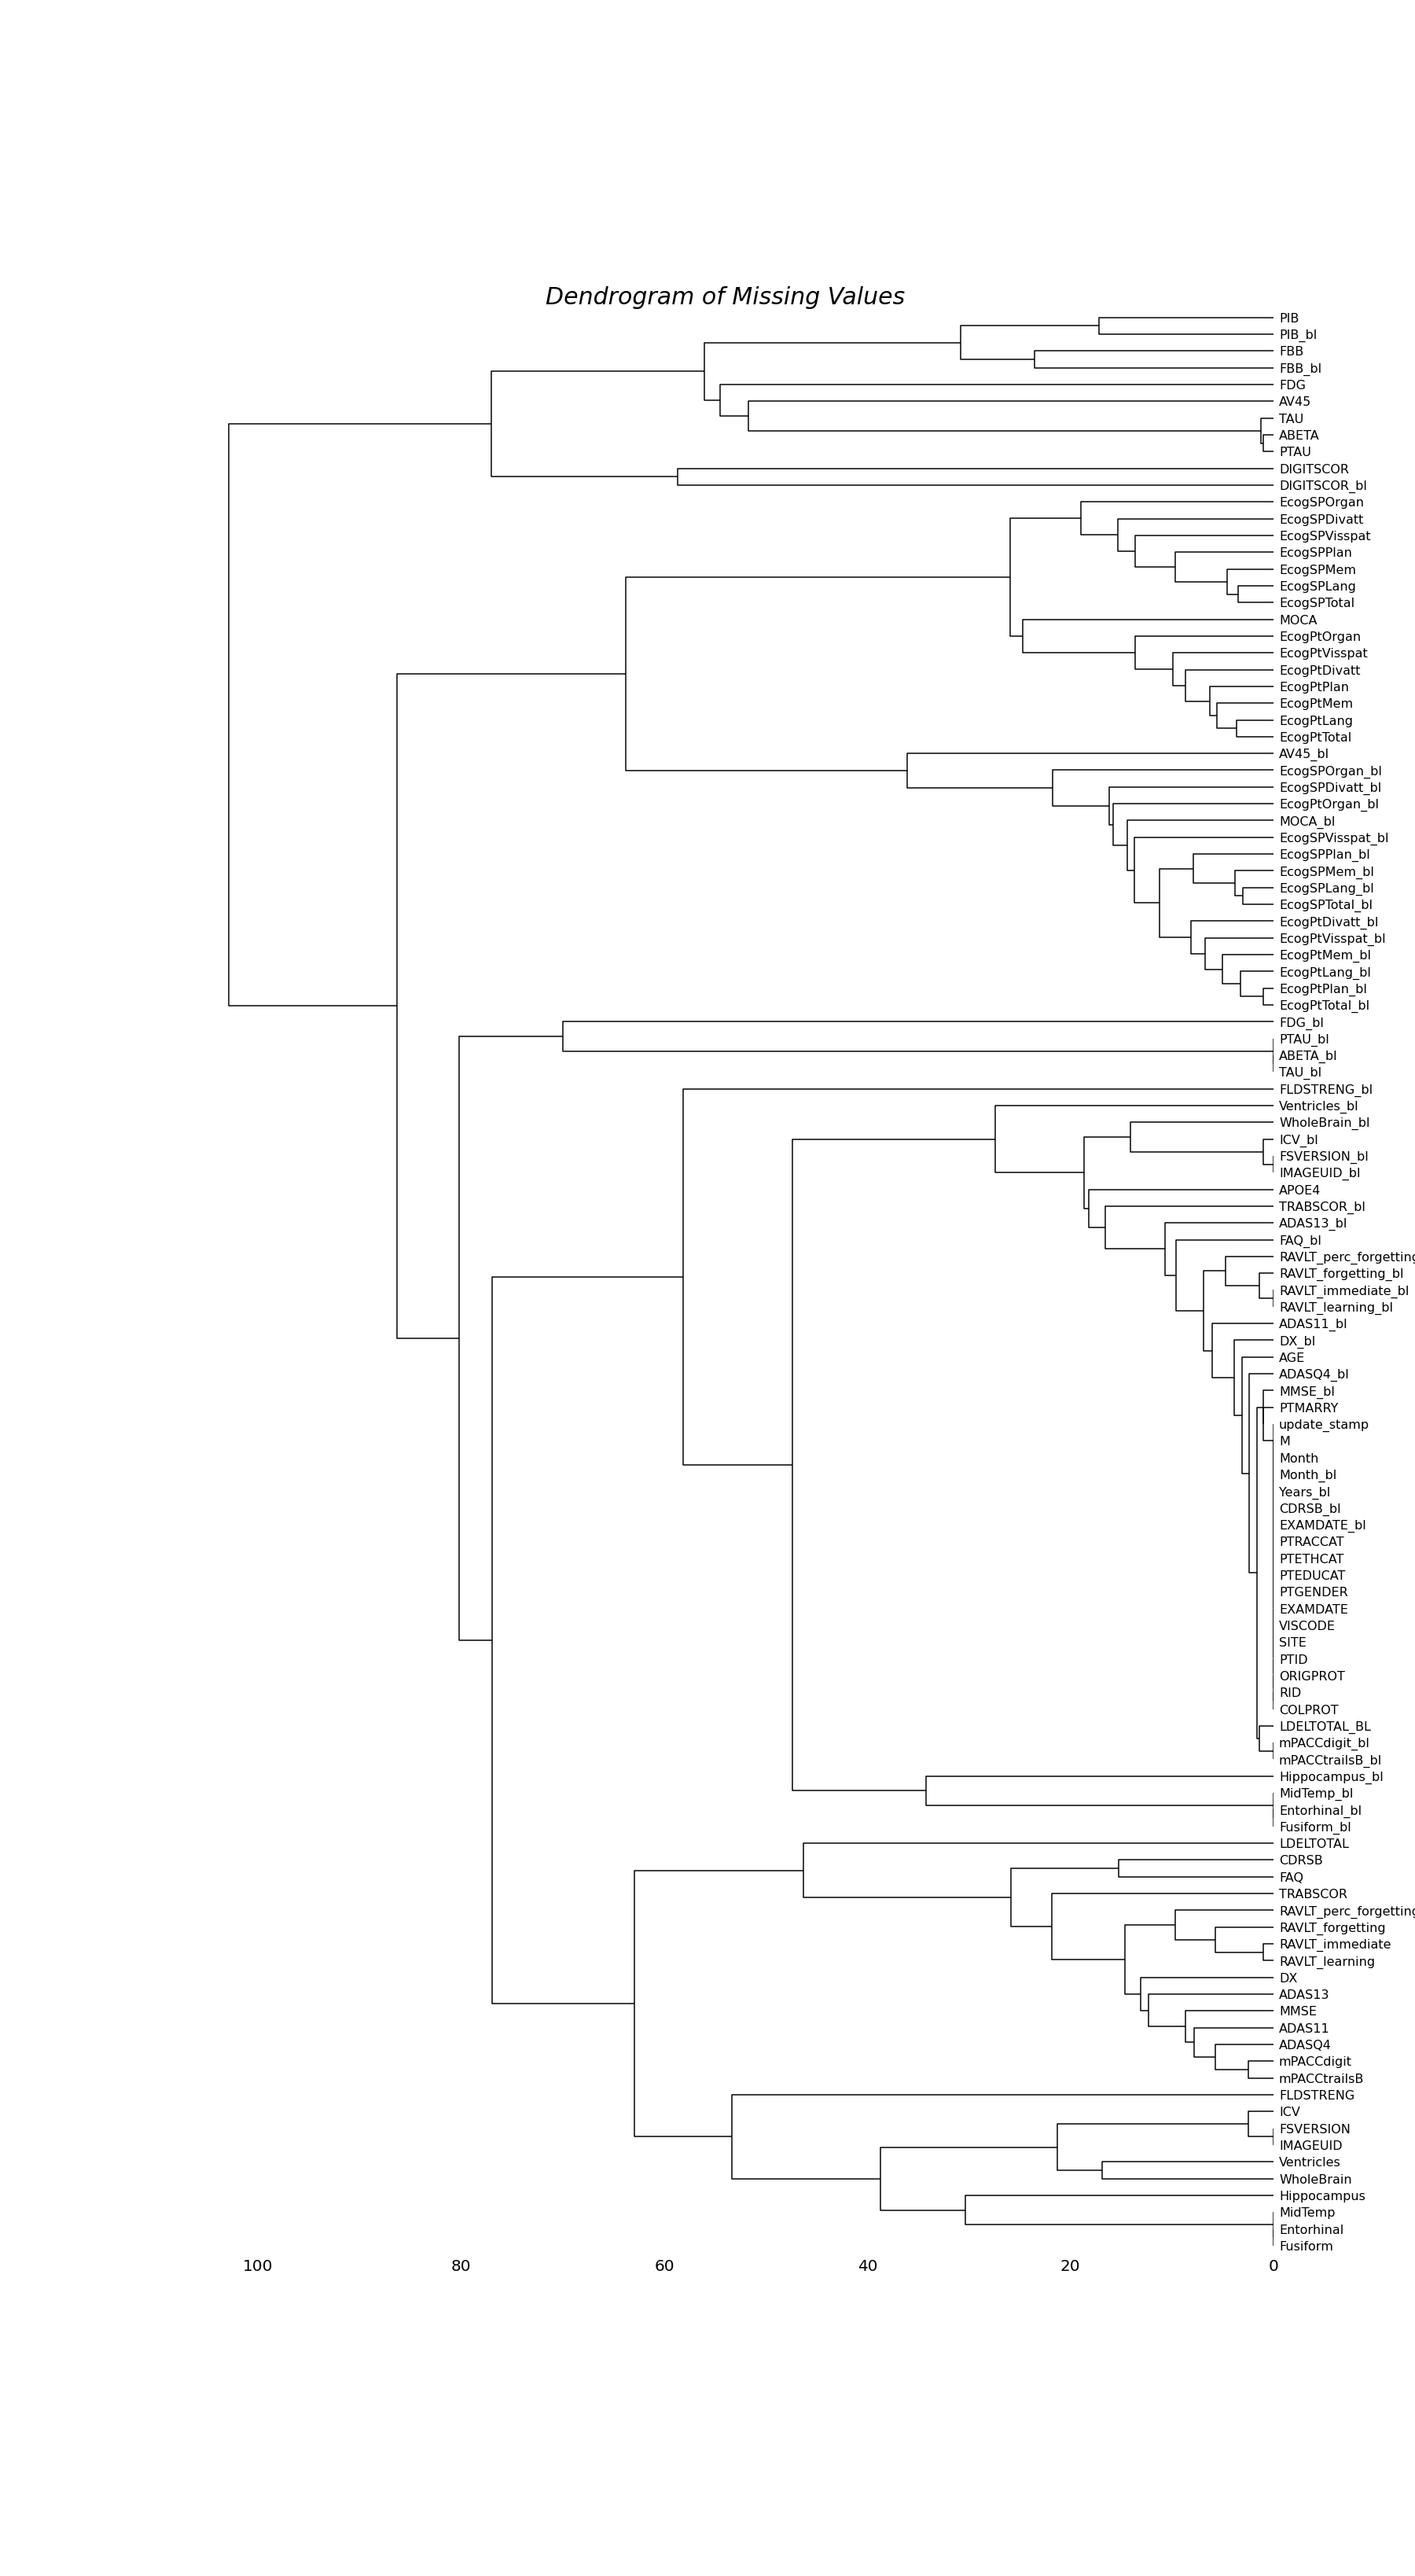 Dendrogram of Missing Values
PIB
PIB_bl
FBB
FBB_bl
FDG
AV45
TAU
ABETA
PTAU
DIGITSCOR
DIGITSCOR_bl
EcogSPOrgan
EcogSPDivatt
EcogSPVisspat
EcogSPPlan
EcogSPMem
EcogSPLang
EcogSPTotal
MOCA
EcogPtOrgan
EcogPtVisspat
EcogPtDivatt
EcogPtPlan
EcogPtMem
EcogPtLang
EcogPtTotal
AV45_bl
EcogSPOrgan_bl
EcogSPDivatt_bl
EcogPtOrgan_bl
MOCA_bl
EcogSPVisspat_bl
EcogSPPlan_bl
EcogSPMem_bl
EcogSPLang_bl
EcogSPTotal_bl
EcogPtDivatt_bl
EcogPtVisspat_bl
EcogPtMem_bl
EcogPtLang_bl
EcogPtPlan_bl
EcogPtTotal_bl
FDG_bl
PTAU_bl
ABETA_bl
TAU_bl
FLDSTRENG_bl
Ventricles_bl
WholeBrain_bl
ICV_bl
FSVERSION_bl
IMAGEUID_bl
APOE4
TRABSCOR_bl
ADAS13_bl
FAQ_bl
RAVLT_perc_forgetting
RAVLT_forgetting_bl
RAVLT_immediate_bl
RAVLT_learning_bl
ADAS11_bl
DX_bl
AGE
ADASQ4_bl
MMSE_bl
PTMARRY
update_stamp
M
Month
Month_bl
Years_bl
CDRSB_bl
EXAMDATE_bl
PTRACCAT
PTETHCAT
PTEDUCAT
PTGENDER
EXAMDATE
VISCODE
SITE
PTID
ORIGPROT
RID
COLPROT
LDELTOTAL_BL
mPACCdigit_bl
mPACCtrailsB_bl
Hippocampus_bl
MidTemp_bl
Entorhinal_bl
Fusiform_bl
LDELTOTAL
CDRSB
FAQ
TRABSCOR
RAVLT_perc_forgetting
RAVLT_forgetting
RAVLT_immediate
RAVLT_learning
DX
ADAS13
MMSE
ADAS11
ADASQ4
mPACCdigit
mPACCtrailsB
FLDSTRENG
ICV
FSVERSION
IMAGEUID
Ventricles
WholeBrain
Hippocampus
MidTemp
Entorhinal
Fusiform
100 80 60 40 20 0